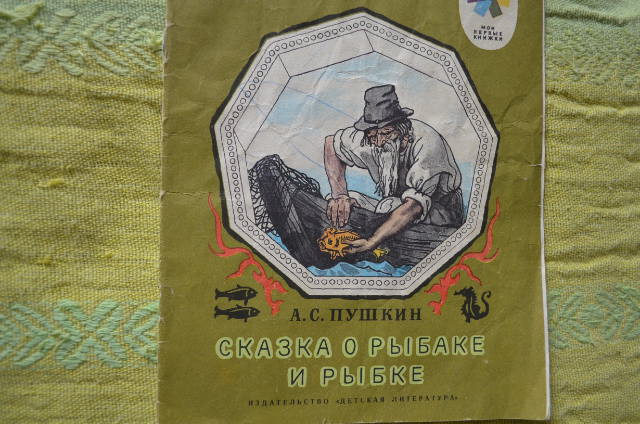 МОИ
ПЕРВЫЕ
КНИЖКИ
А.С. ПУШКИН
СКАЗКА О РЫБАКЕ
И РЫБКЕ
ИЗДАТЕЛЬСТВО «ДЕТСКАЯ ЛИТЕРАТУРА»